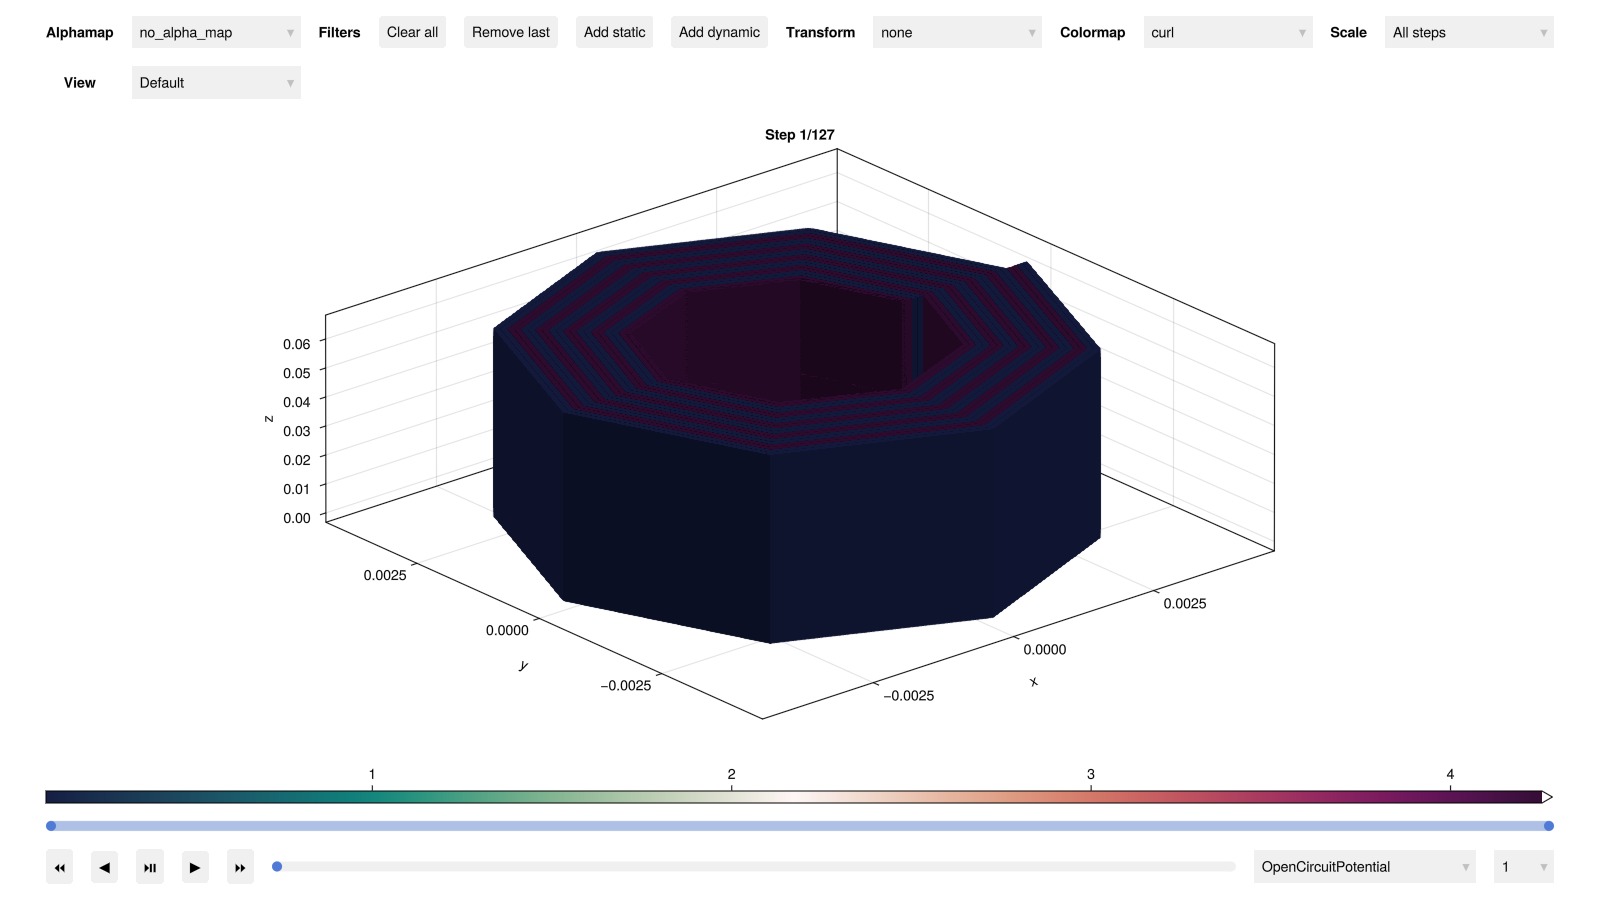 Alphamap no_alpha_map Filters Clear all Remove last Add static Add dynamic Transform none Colormap curl Scale All steps
View Default
Step 1/127
0.06
0.05
0.04
0.03
0.02
0.01
0.00
z
0.0025
0.0000
−0.0025
y
0.0025
0.0000
−0.0025
x
1 2 3 4
OpenCircuitPotential 1